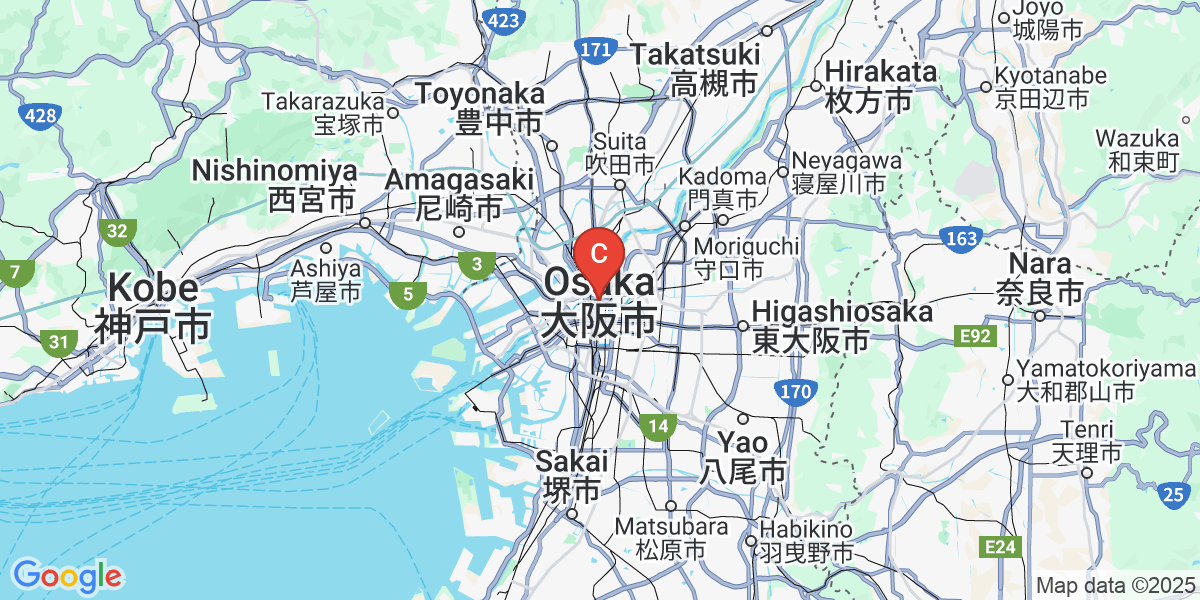 423
Joyo
城陽市
171
Takatsuki
高槻市
Hirakata
枚方市
Kyotanabe
京田辺市
Toyonaka
豊中市
Takarazuka
宝塚市
428
Wazuka
和束町
Suita
吹田市
Neyagawa
寝屋川市
Nishinomiya
西宮市
Amagasaki
尼崎市
Kadoma
門真市
32
163
Moriguchi
守口市
C
7
Ashiya
芦屋市
3
5
Nara
奈良市
Kobe
神戸市
Osaka
大阪市
Higashiosaka
東大阪市
E92
31
Yamatokoriyama
大和郡山市
170
14
Yao
八尾市
Tenri
天理市
Sakai
堺市
25
Matsubara
松原市
Habikino
羽曳野市
E24
Google
Map data ©2025